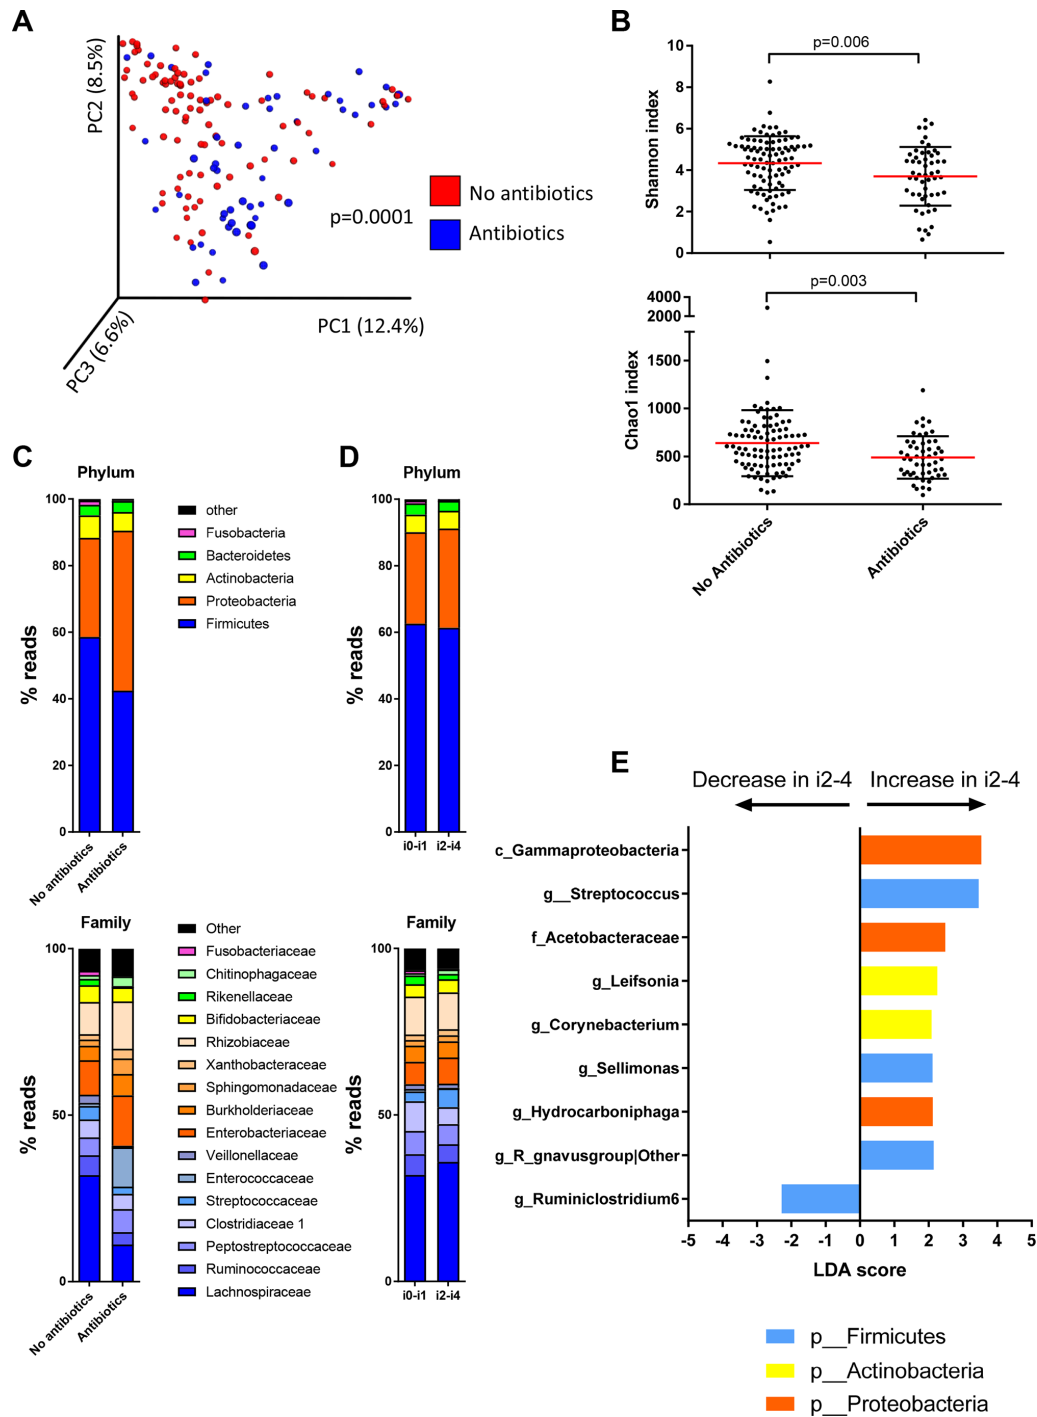 A
PC2 (8.5%)
PC1 (12.4%)
PC3 (6.6%)
p=0.0001
No antibiotics
Antibiotics
B
p=0.006
Shannon index
10
8
6
4
2
0
p=0.003
Chao1 index
4000
2000
1500
1000
500
0
No Antibiotics
Antibiotics
C
Phylum
% reads
100
80
60
40
20
0
No antibiotics
Antibiotics
other
Fusobacteria
Bacteroidetes
Actinobacteria
Proteobacteria
Firmicutes
D
Phylum
% reads
100
80
60
40
20
0
i0-i1
i2-i4
Family
% reads
100
50
0
No antibiotics
Antibiotics
Other
Fusobacteriaceae
Chitinophagaceae
Rikenellaceae
Bifidobacteriaceae
Rhizobiaceae
Xanthobacteraceae
Sphingomonadaceae
Burkholderiaceae
Enterobacteriaceae
Veillonellaceae
Enterococcaceae
Streptococcaceae
Clostridiaceae 1
Peptostreptococcaceae
Ruminococcaceae
Lachnospiraceae
Family
% reads
100
50
0
i0-i1
i2-i4
E
Decrease in i2-4
Increase in i2-4
c_Gammaproteobacteria
g__Streptococcus
f_Acetobacteraceae
g_Leifsonia
g_Corynebacterium
g_Sellimonas
g_Hydrocarboniphaga
g_R_gnavusgroup|Other
g_Ruminiclostridium6
-5 -4 -3 -2 -1 0 1 2 3 4 5
LDA score
p__Firmicutes
p__Actinobacteria
p__Proteobacteria